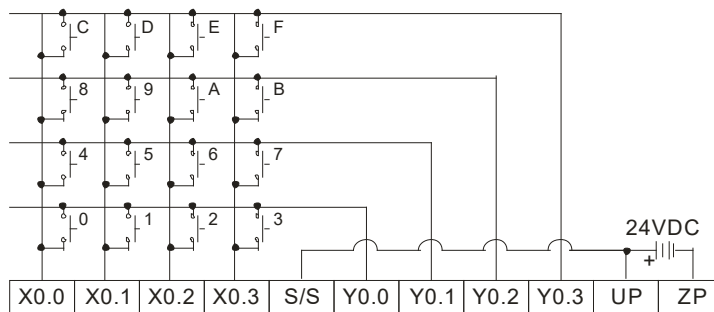 C D E F
8 9 A B
4 5 6 7
0 1 2 3
24VDC
+
X0.0 X0.1 X0.2 X0.3 S/S Y0.0 Y0.1 Y0.2 Y0.3 UP ZP